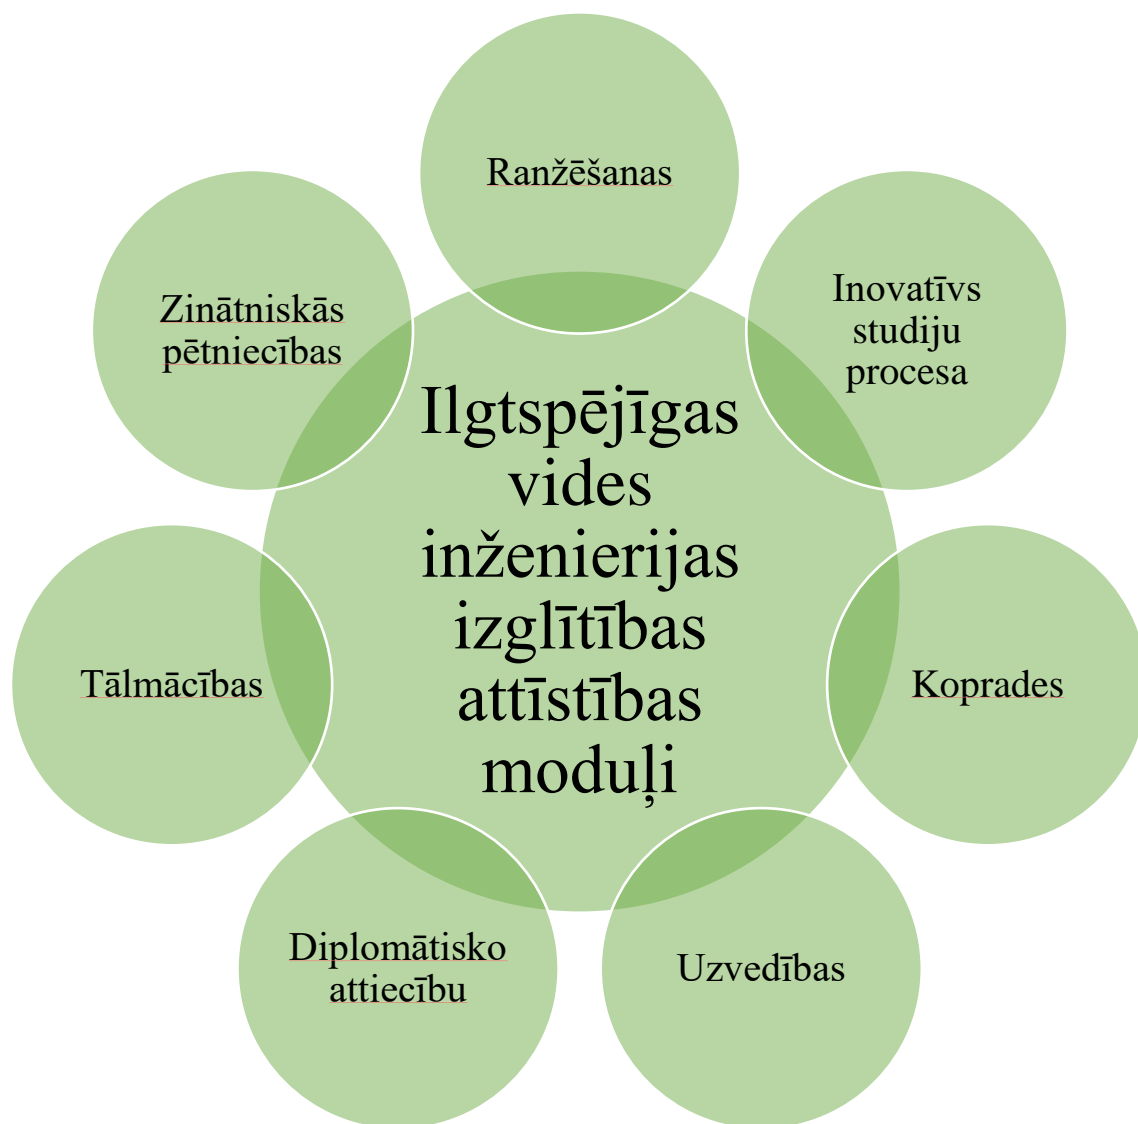 Ranžēšanas
Inovatīvs
studiju
procesa
Zinātniskās
pētniecības
Ilgtspējīgas
vides
inženierijas
izglītības
attīstības
moduļi
Tālmācības
Koprades
Diplomātisko
attiecību
Uzvedības